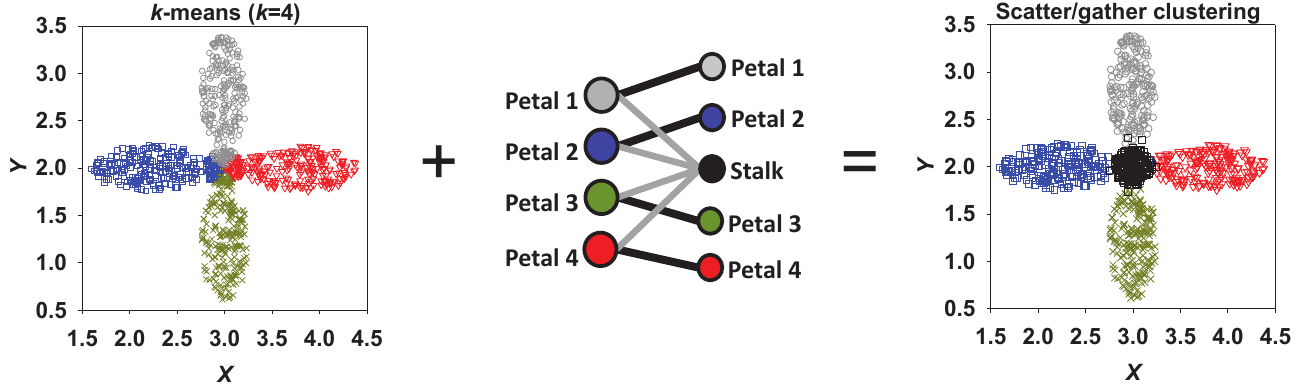 k-means (k=4)
3.5
3.0
2.5
2.0
1.5
1.0
0.5
Y
1.5 2.0 2.5 3.0 3.5 4.0 4.5
X
+
Petal 1
Petal 2
Petal 3
Petal 4
Petal 1
Petal 2
Stalk
Petal 3
Petal 4
=
Scatter/gather clustering
3.5
3.0
2.5
2.0
1.5
1.0
0.5
Y
1.5 2.0 2.5 3.0 3.5 4.0 4.5
X